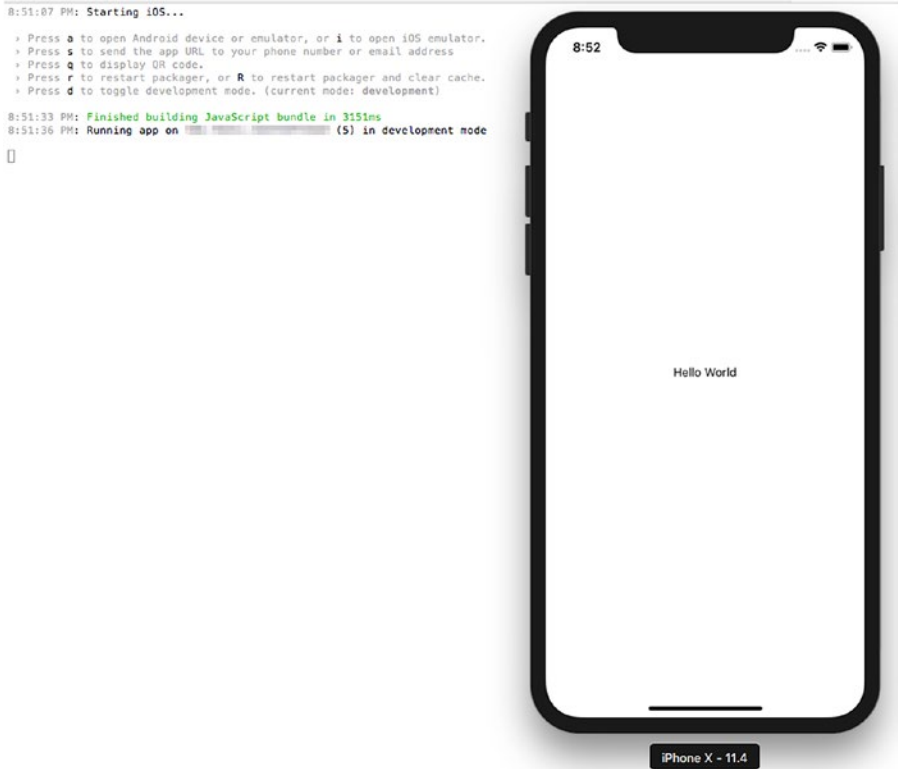 8:51:07 PM: Starting iOS...
› Press a to open Android device or emulator, or i to open iOS emulator.
› Press s to send the app URL to your phone number or email address
› Press q to display QR code.
› Press r to restart packager, or R to restart packager and clear cache.
› Press d to toggle development mode. (current mode: development)
8:51:33 PM: Finished building JavaScript bundle in 3151ms
8:51:36 PM: Running app on (5) in development mode
8:52
Hello World
iPhone X - 11.4